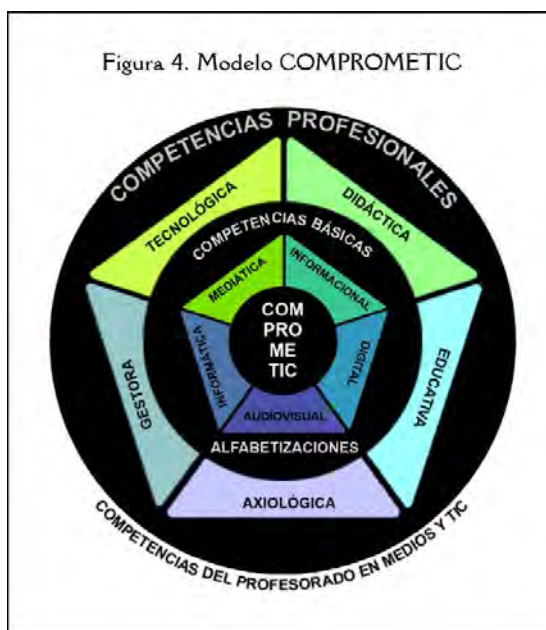 Figura 4. Modelo COMPROMETIC
COMPETENCIAS PROFESIONALES
TECNOLÓGICA
DIDÁCTICA
COMPETENCIAS BÁSICAS
MEDIÁTICA
INFORMACIONAL
COM
PRO
ME
TIC
INFORMÁTICA
DIGITAL
GESTORA
EDUCATIVA
AUDIOVISUAL
ALFABETIZACIONES
AXIOLÓGICA
COMPETENCIAS DEL PROFESORADO EN MEDIOS Y TIC